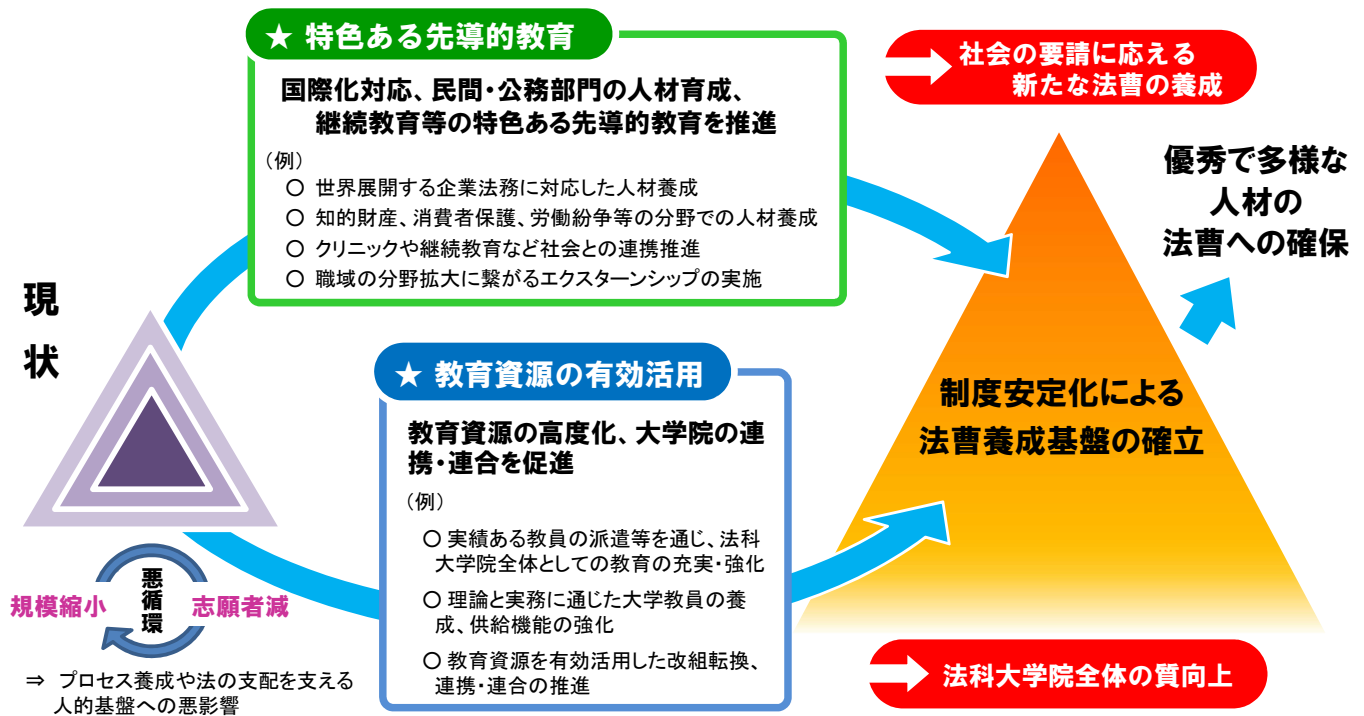 ★ 特色ある先導的教育
国際化対応、民間・公務部門の人材育成、
継続教育等の特色ある先導的教育を推進
（例）
○ 世界展開する企業法務に対応した人材養成
○ 知的財産、消費者保護、労働紛争等の分野での人材養成
○ クリニックや継続教育など社会との連携推進
○ 職域の分野拡大に繋がるエクスターンシップの実施
現
状
悪
循
環
規模縮小
志願者減
⇒ プロセス養成や法の支配を支える
人的基盤への悪影響
★ 教育資源の有効活用
教育資源の高度化、大学院の連
携・連合を促進
（例）
○ 実績ある教員の派遣等を通じ、法科
大学院全体としての教育の充実・強化
○ 理論と実務に通じた大学教員の養
成、供給機能の強化
○ 教育資源を有効活用した改組転換、
連携・連合の推進
社会の要請に応える
新たな法曹の養成
優秀で多様な
人材の
法曹への確保
制度安定化による
法曹養成基盤の確立
法科大学院全体の質向上